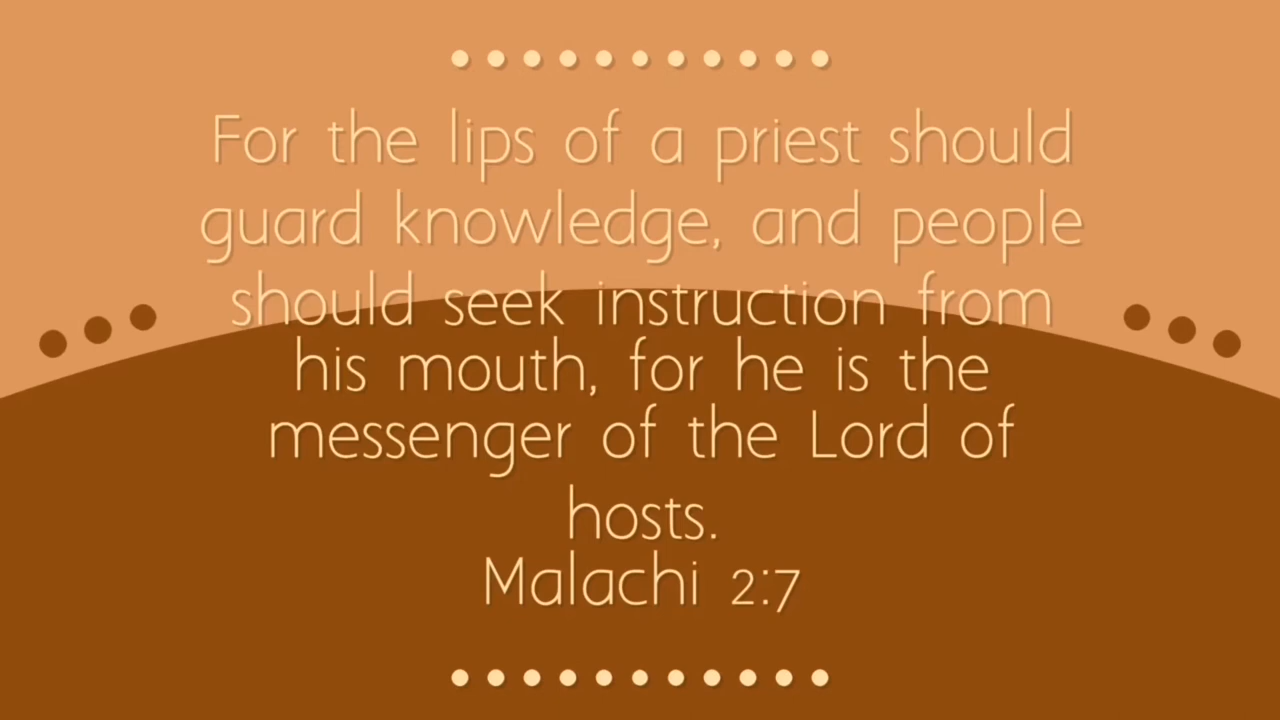 For the lips of a priest should
guard knowledge, and people
should seek instruction from
his mouth, for he is the
messenger of the Lord of
hosts.
Malachi 2:7